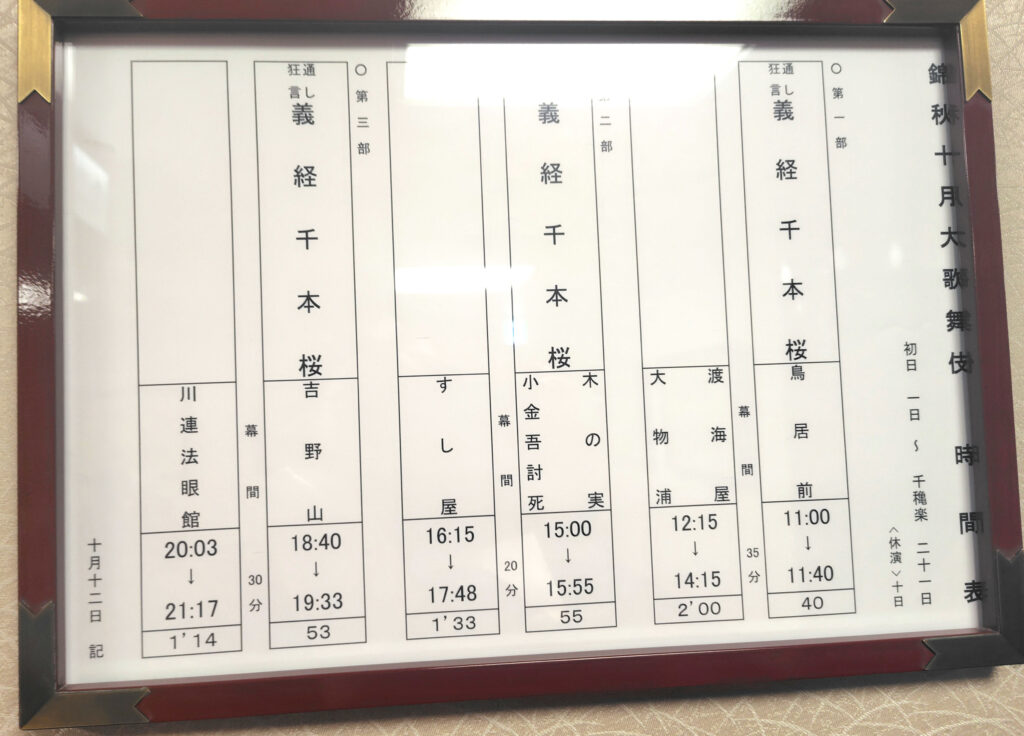 錦秋十月大歌舞伎 時間表
初日 一日 ~ 千穐楽 二十一日
<休演>十日
○第一部
通し狂言 義経千本桜
鳥居前
11:00
↓
11:40
40
幕間
35分
渡海屋
大物浦
12:15
↓
14:15
2'00
二部
義経千本桜
木の実
小金吾討死
15:00
↓
15:55
55
幕間
20分
すし屋
16:15
↓
17:48
1'33
○第三部
通し狂言 義経千本桜
吉野山
18:40
↓
19:33
53
幕間
30分
川連法眼館
20:03
↓
21:17
1'14
十月十二日 記